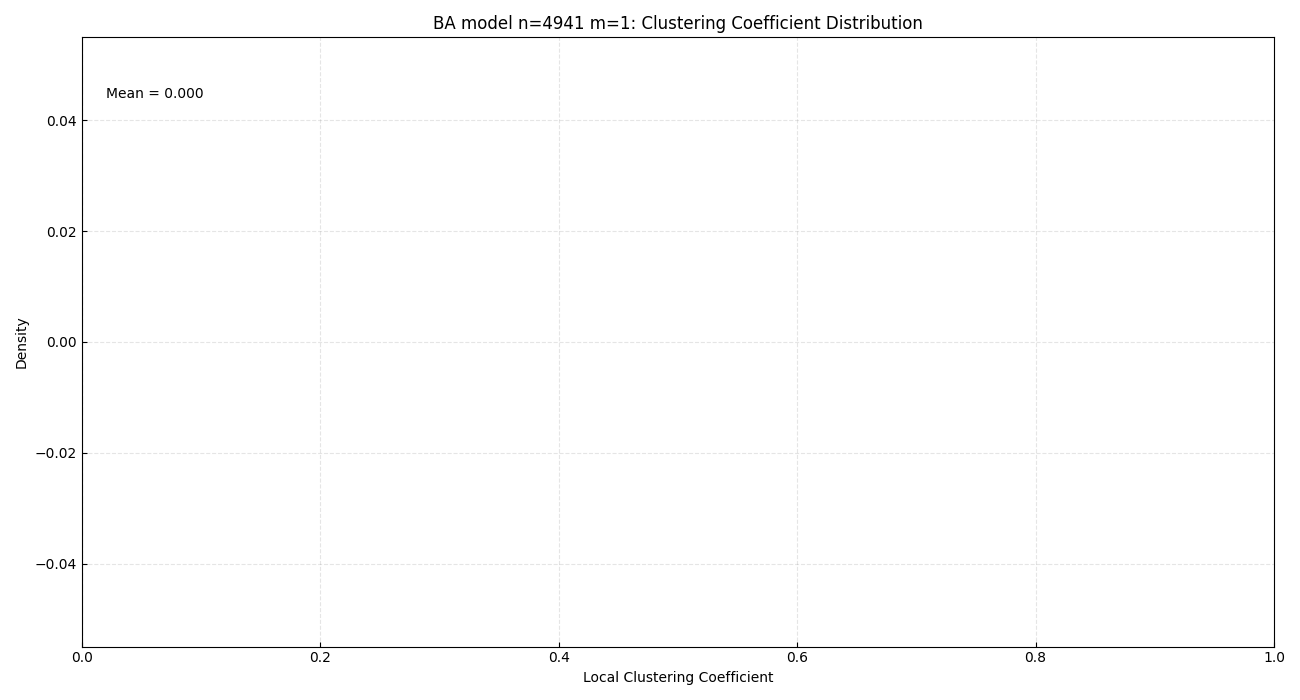 BA model n=4941 m=1: Clustering Coefficient Distribution
Mean = 0.000
Density
0.04
0.02
0.00
−0.02
−0.04
0.0 0.2 0.4 0.6 0.8 1.0
Local Clustering Coefficient